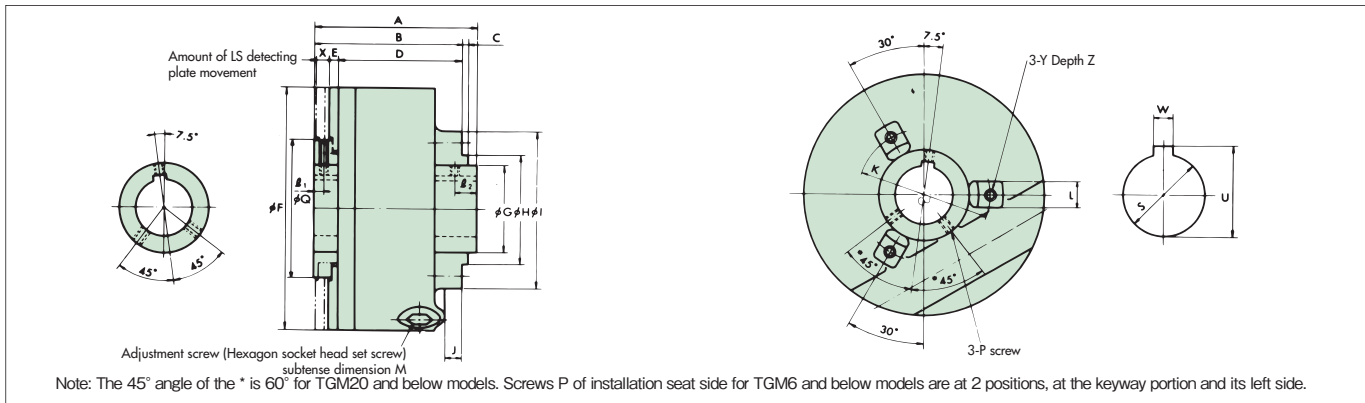 A
B
C
X
E
D
Amount of LS detecting
plate movement
7.5°
45°
45°
φF
φQ
ℓ1
ℓ2
φG
φH
φI
J
Adjustment screw (Hexagon socket head set screw)
subtense dimension M
30°
7.5°
3-Y Depth Z
K
L
*45°
*45°
30°
3-P screw
W
S
U
Note: The 45° angle of the * is 60° for TGM20 and below models. Screws P of installation seat side for TGM6 and below models are at 2 positions, at the keyway portion and its left side.